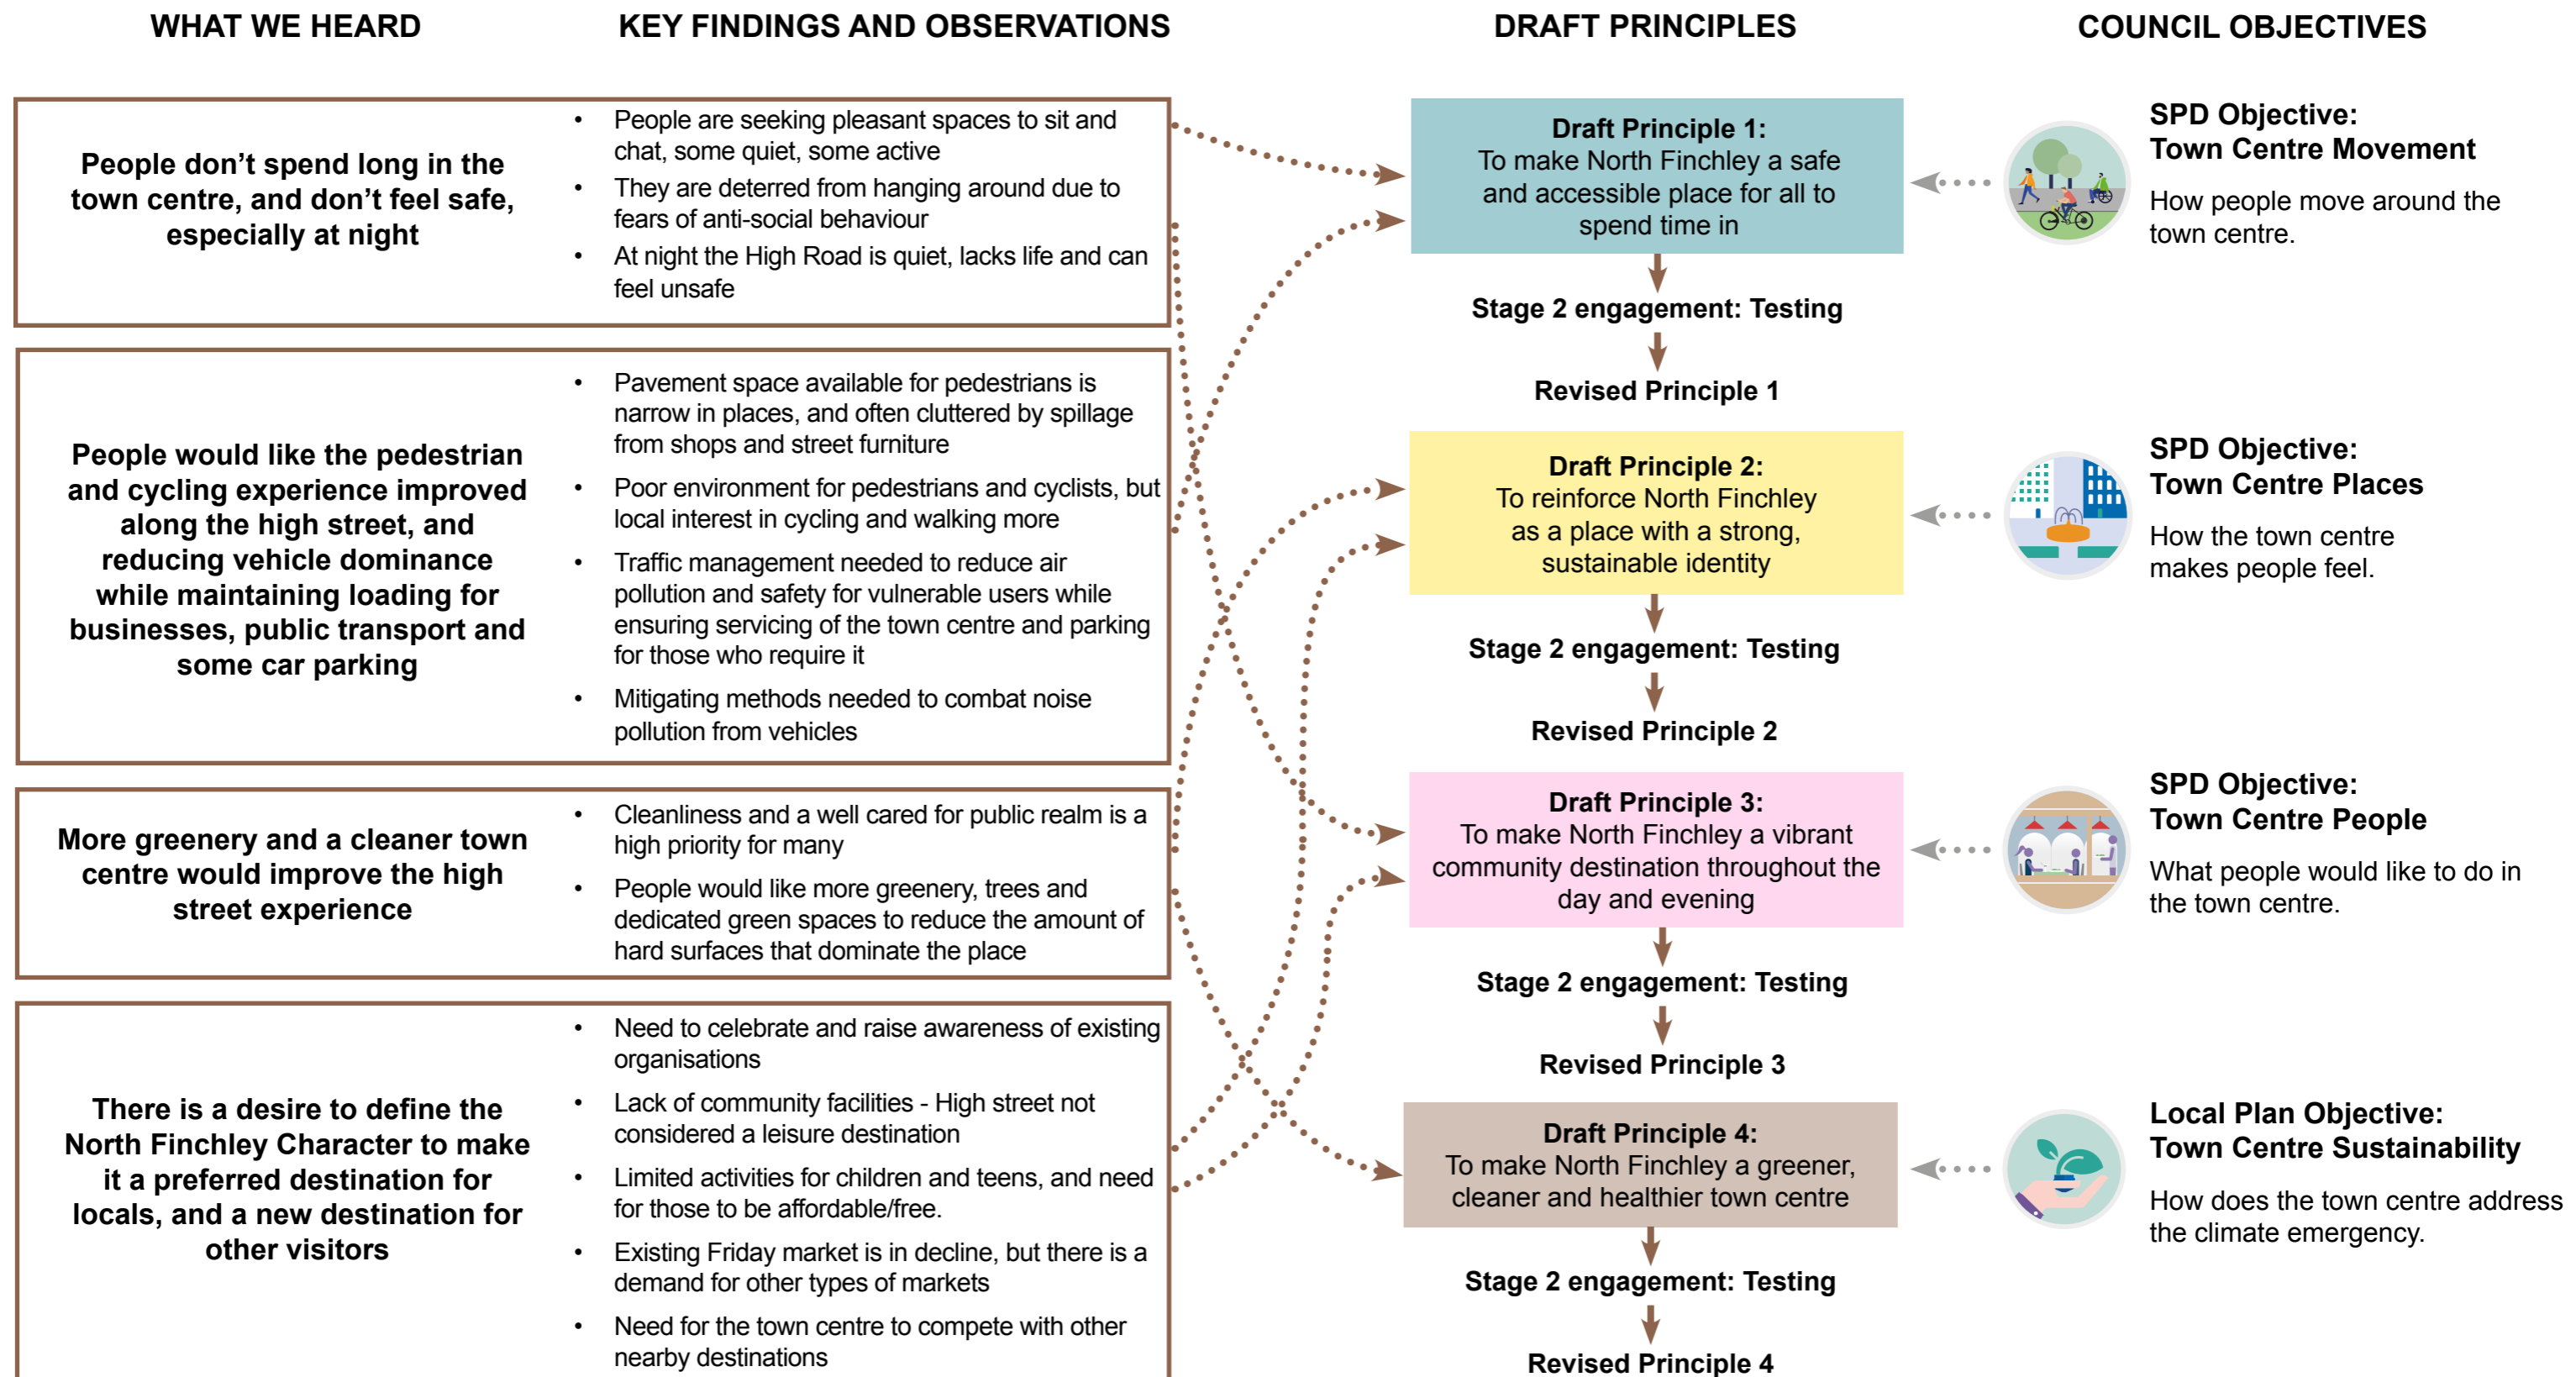 WHAT WE HEARD
KEY FINDINGS AND OBSERVATIONS
DRAFT PRINCIPLES
COUNCIL OBJECTIVES
People don’t spend long in the
town centre, and don’t feel safe,
especially at night
• People are seeking pleasant spaces to sit and
chat, some quiet, some active
• They are deterred from hanging around due to
fears of anti-social behaviour
• At night the High Road is quiet, lacks life and can
feel unsafe
People would like the pedestrian
and cycling experience improved
along the high street, and
reducing vehicle dominance
while maintaining loading for
businesses, public transport and
some car parking
• Pavement space available for pedestrians is
narrow in places, and often cluttered by spillage
from shops and street furniture
• Poor environment for pedestrians and cyclists, but
local interest in cycling and walking more
• Traffic management needed to reduce air
pollution and safety for vulnerable users while
ensuring servicing of the town centre and parking
for those who require it
• Mitigating methods needed to combat noise
pollution from vehicles
More greenery and a cleaner town
centre would improve the high
street experience
• Cleanliness and a well cared for public realm is a
high priority for many
• People would like more greenery, trees and
dedicated green spaces to reduce the amount of
hard surfaces that dominate the place
There is a desire to define the
North Finchley Character to make
it a preferred destination for
locals, and a new destination for
other visitors
• Need to celebrate and raise awareness of existing
organisations
• Lack of community facilities - High street not
considered a leisure destination
• Limited activities for children and teens, and need
for those to be affordable/free.
• Existing Friday market is in decline, but there is a
demand for other types of markets
• Need for the town centre to compete with other
nearby destinations
Draft Principle 1:
To make North Finchley a safe
and accessible place for all to
spend time in
Stage 2 engagement: Testing
Revised Principle 1
Draft Principle 2:
To reinforce North Finchley
as a place with a strong,
sustainable identity
Stage 2 engagement: Testing
Revised Principle 2
Draft Principle 3:
To make North Finchley a vibrant
community destination throughout the
day and evening
Stage 2 engagement: Testing
Revised Principle 3
Draft Principle 4:
To make North Finchley a greener,
cleaner and healthier town centre
Stage 2 engagement: Testing
Revised Principle 4
SPD Objective:
Town Centre Movement
How people move around the
town centre.
SPD Objective:
Town Centre Places
How the town centre
makes people feel.
SPD Objective:
Town Centre People
What people would like to do in
the town centre.
Local Plan Objective:
Town Centre Sustainability
How does the town centre address
the climate emergency.